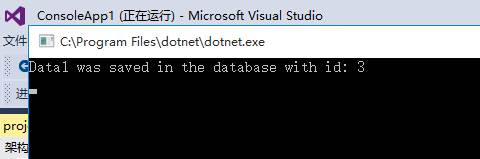 ConsoleApp1 (正在运行) - Microsoft Visual Studio
文件
C:\Program Files\dotnet\dotnet.exe
Data1 was saved in the database with id: 3
进
proj
架构